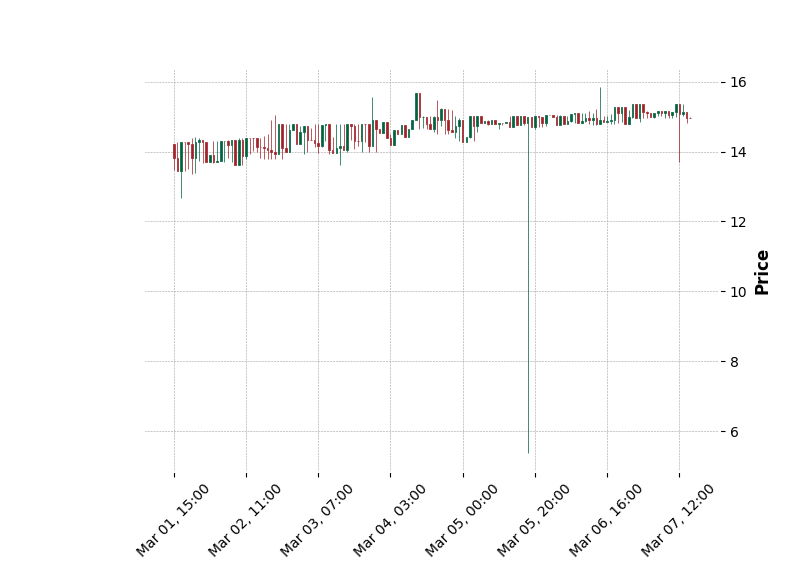 16
14
12
10
8
6
Price
Mar 01, 15:00
Mar 02, 11:00
Mar 03, 07:00
Mar 04, 03:00
Mar 05, 00:00
Mar 05, 20:00
Mar 06, 16:00
Mar 07, 12:00